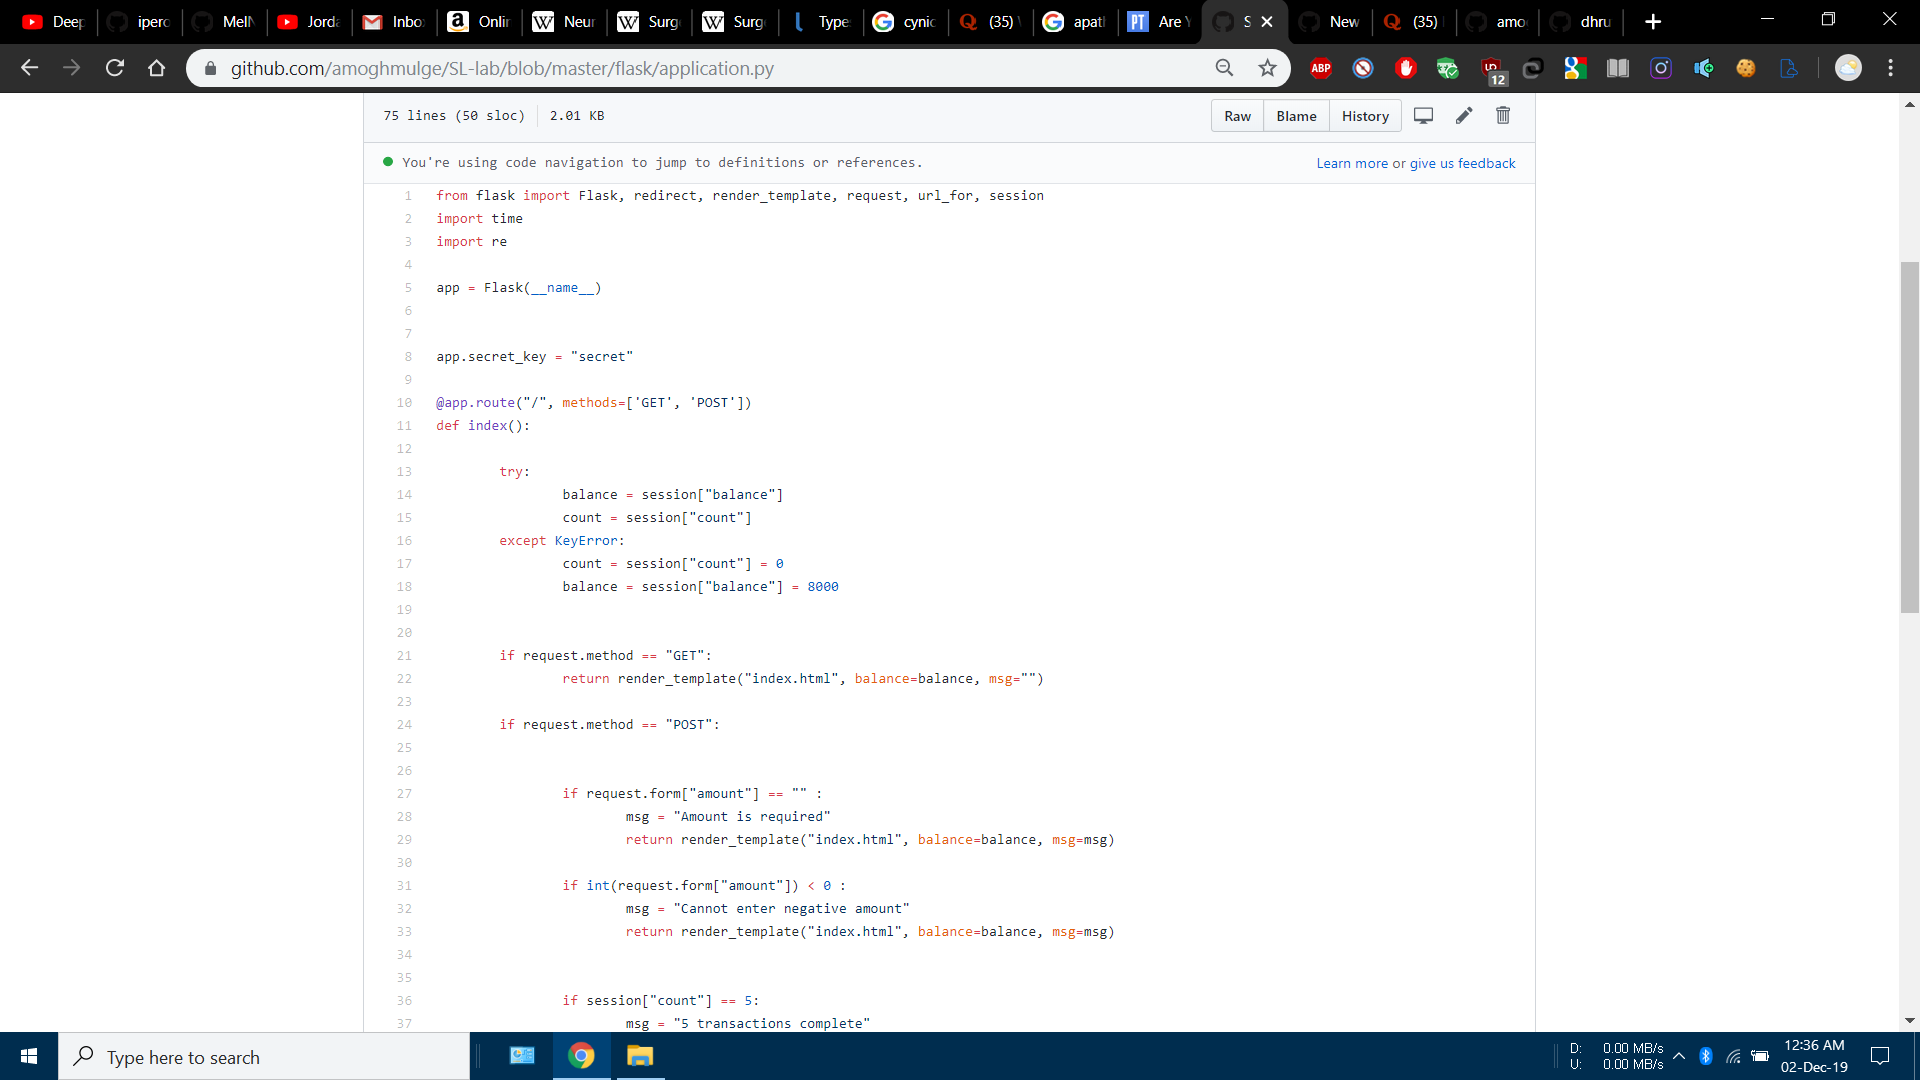 Deep
ipero
MelN
Jorda
Inbo
Onlin
Neur
Surge
Surge
Type
cynic
(35)
apath
Are Y
S
New
(35)
amo
dhru
github.com/amoghmulge/SL-lab/blob/master/flask/application.py
ABP
12
75 lines (50 sloc) 2.01 KB
Raw Blame History
You're using code navigation to jump to definitions or references.
Learn more or give us feedback
1 from flask import Flask, redirect, render_template, request, url_for, session
2 import time
3 import re
4
5 app = Flask(__name__)
6
7
8 app.secret_key = "secret"
9
10 @app.route("/", methods=['GET', 'POST'])
11 def index():
12
13 try:
14 balance = session["balance"]
15 count = session["count"]
16 except KeyError:
17 count = session["count"] = 0
18 balance = session["balance"] = 8000
19
20
21 if request.method == "GET":
22 return render_template("index.html", balance=balance, msg="")
23
24 if request.method == "POST":
25
26
27 if request.form["amount"] == "" :
28 msg = "Amount is required"
29 return render_template("index.html", balance=balance, msg=msg)
30
31 if int(request.form["amount"]) < 0 :
32 msg = "Cannot enter negative amount"
33 return render_template("index.html", balance=balance, msg=msg)
34
35
36 if session["count"] == 5:
37 msg = "5 transactions complete"
Type here to search
D: 0.00 MB/s
U: 0.00 MB/s
12:36 AM
02-Dec-19